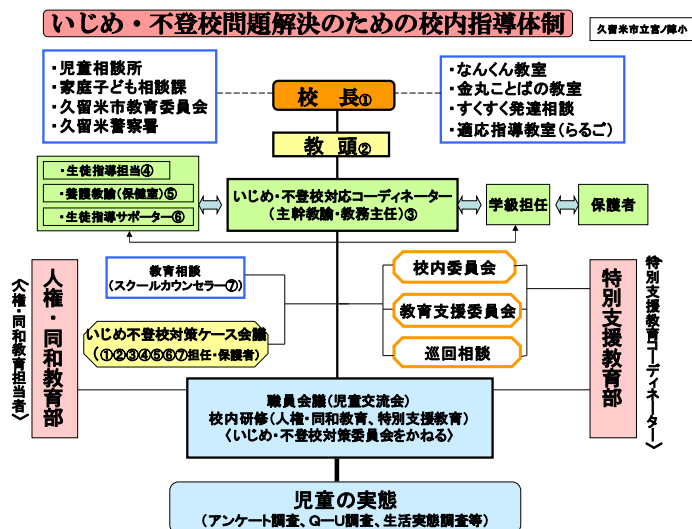 いじめ・不登校問題解決のための校内指導体制
久留米市立宮ノ陣小
・児童相談所
・家庭子ども相談課
・久留米市教育委員会
・久留米警察署
校 長①
・なんくん教室
・金丸ことばの教室
・すくすく発達相談
・適応指導教室(らるご)
教 頭②
・生徒指導担当④
・養護教諭(保健室)⑤
・生徒指導サポーター⑥
いじめ・不登校対応コーディネーター
(主幹教諭・教務主任)③
学級担任
保護者
人権・同和教育部
〈人権・同和教育担当者〉
教育相談
(スクールカウンセラー⑦)
いじめ不登校対策ケース会議
(①②③④⑤⑥⑦担任・保護者)
校内委員会
教育支援委員会
巡回相談
特別支援教育部
〈特別支援教育コーディネーター〉
職員会議(児童交流会)
校内研修(人権・同和教育、特別支援教育)
〈いじめ・不登校対策委員会をかねる〉
児童の実態
(アンケート調査、Q－U調査、生活実態調査等)